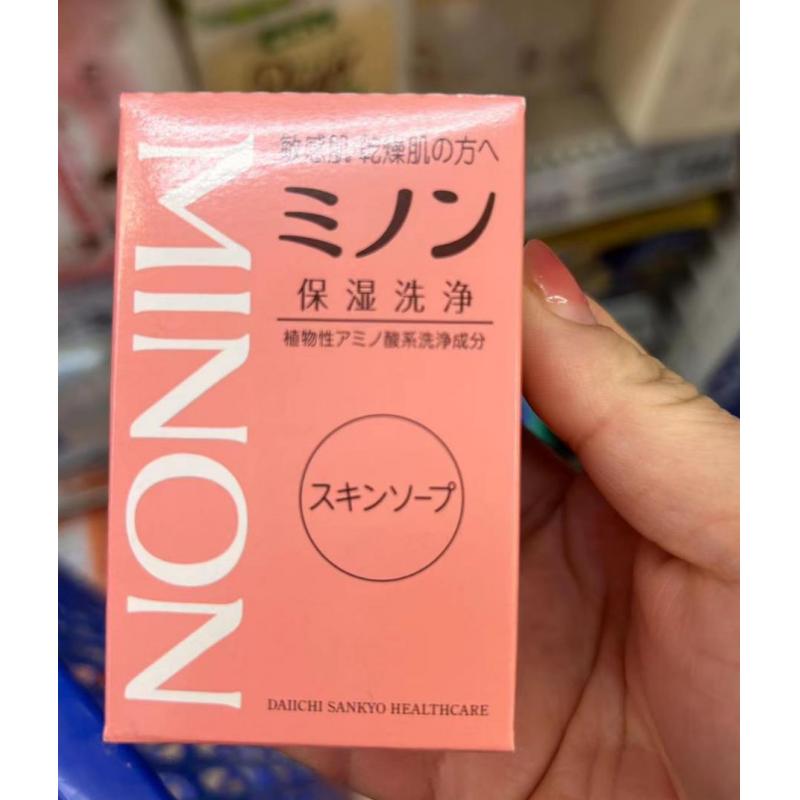 MINON
敏感肌・乾燥肌の方へ
ミノン
保湿洗浄
植物性アミノ酸系洗浄成分
スキンソープ
DAIICHI SANKYO HEALTHCARE